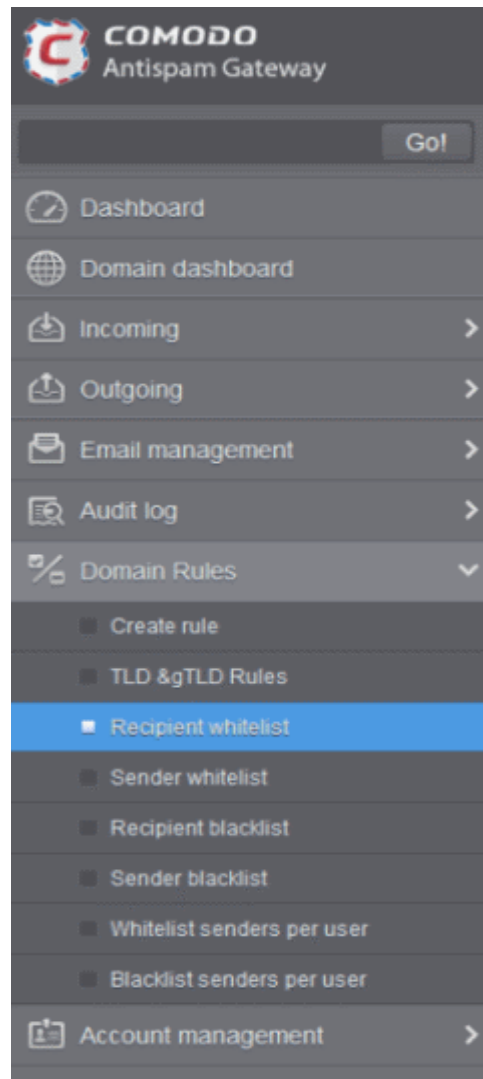 COMODO
Antispam Gateway
Go!
Dashboard
Domain dashboard
Incoming
Outgoing
Email management
Audit log
Domain Rules
Create rule
TLD &gTLD Rules
Recipient whitelist
Sender whitelist
Recipient blacklist
Sender blacklist
Whitelist senders per user
Blacklist senders per user
Account management